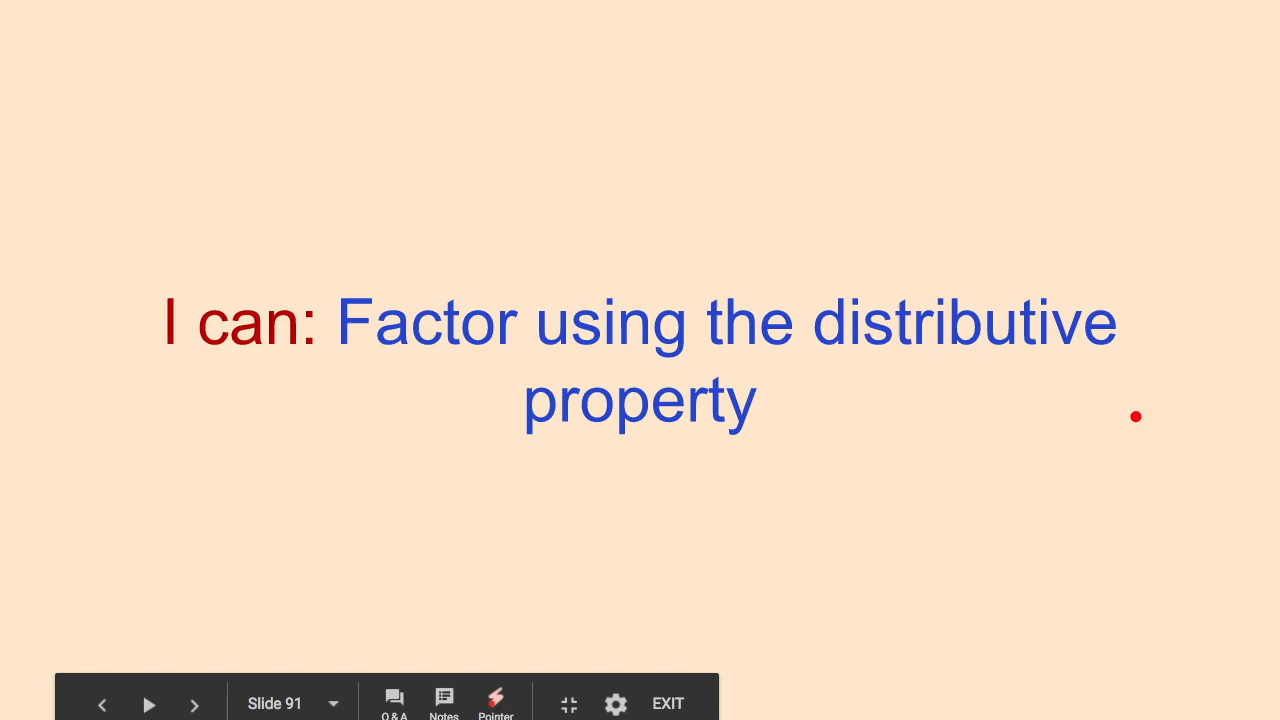 I can: Factor using the distributive
property
Slide 91
Q & A
Notes
Pointer
EXIT